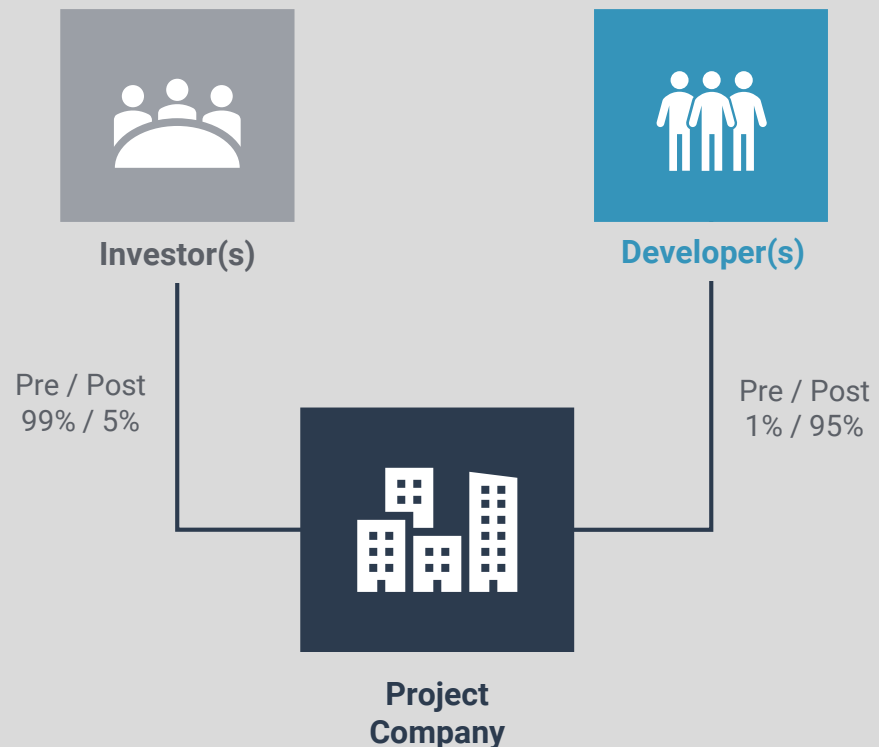 Investor(s)
Developer(s)
Pre / Post
99% / 5%
Pre / Post
1% / 95%
Project
Company